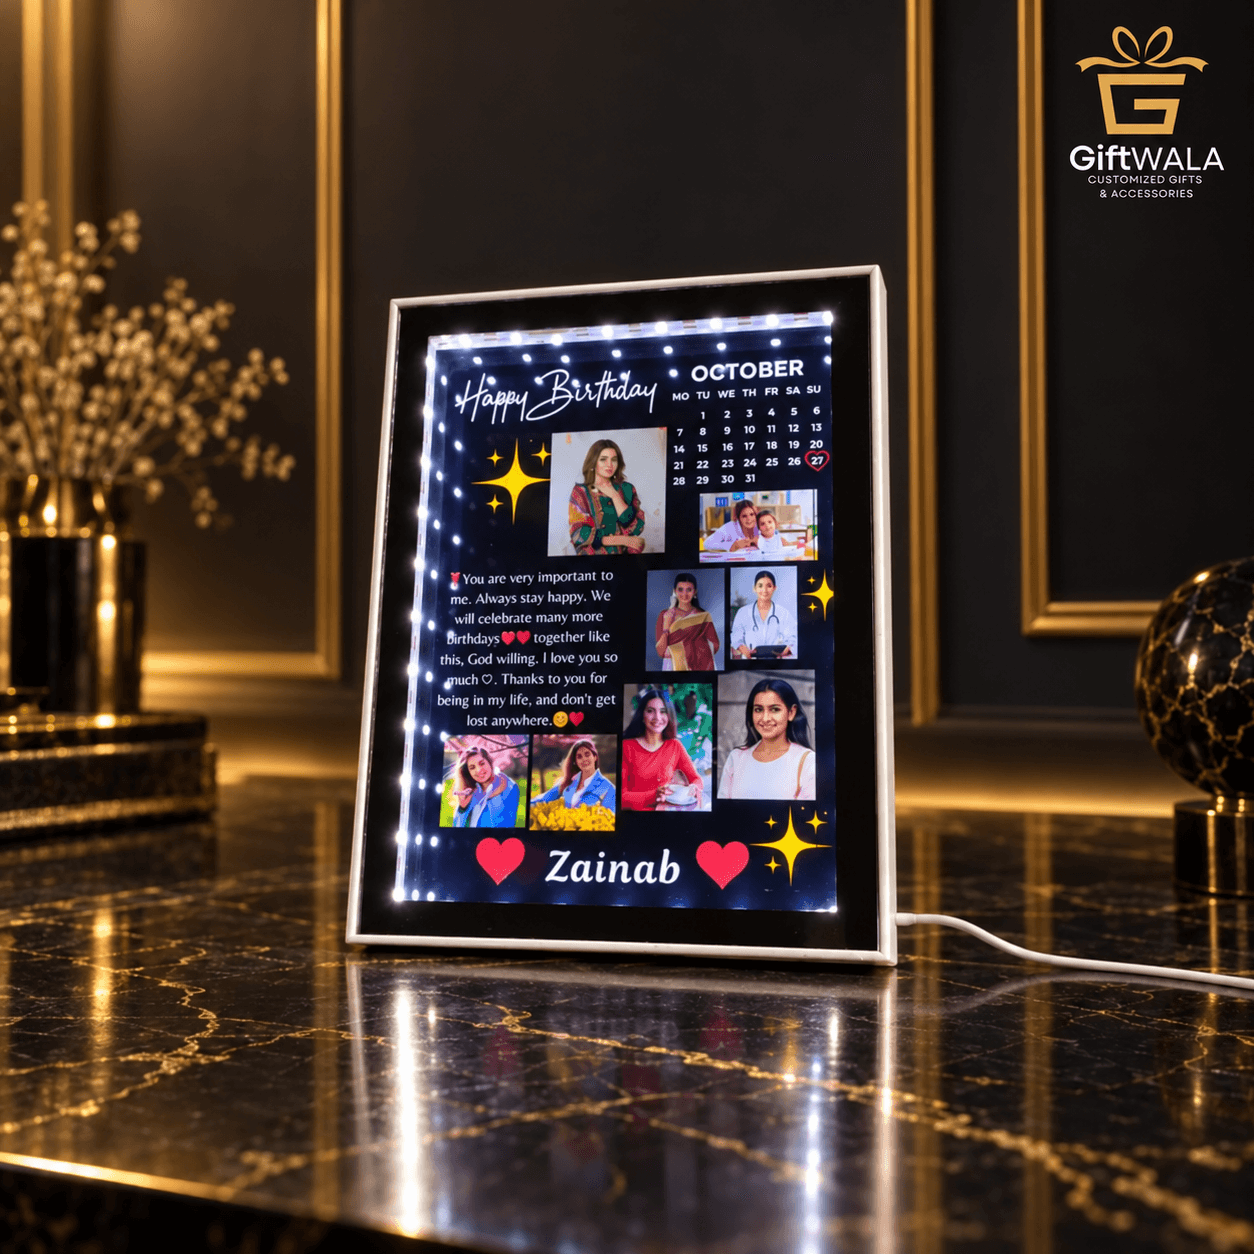 GiftWALA
CUSTOMIZED GIFTS
& ACCESSORIES
Happy Birthday
OCTOBER
MO TU WE TH FR SA SU
1 2 3 4 5 6
7 8 9 10 11 12 13
14 15 16 17 18 19 20
21 22 23 24 25 26 27
28 29 30 31
❣️You are very important to
me. Always stay happy. We
will celebrate many more
birthdays❤️❤️ together like
this, God willing. I love you so
much ♡. Thanks to you for
being in my life, and don't get
lost anywhere.😊❤️
Zainab